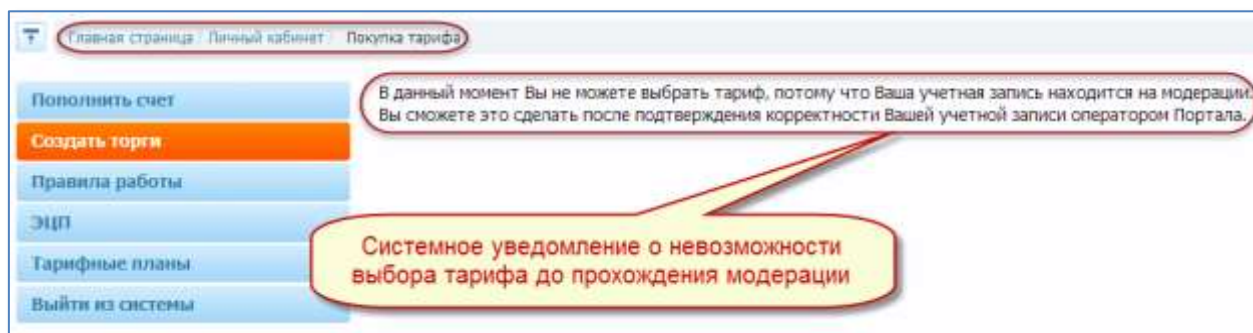 Главная страница / Личный кабинет / Покупка тарифа
Пополнить счет
Создать торги
Правила работы
ЭЦП
Тарифные планы
Выйти из системы
В данный момент Вы не можете выбрать тариф, потому что Ваша учетная запись находится на модерации.
Вы сможете это сделать после подтверждения корректности Вашей учетной записи оператором Портала.
Системное уведомление о невозможности
выбора тарифа до прохождения модерации